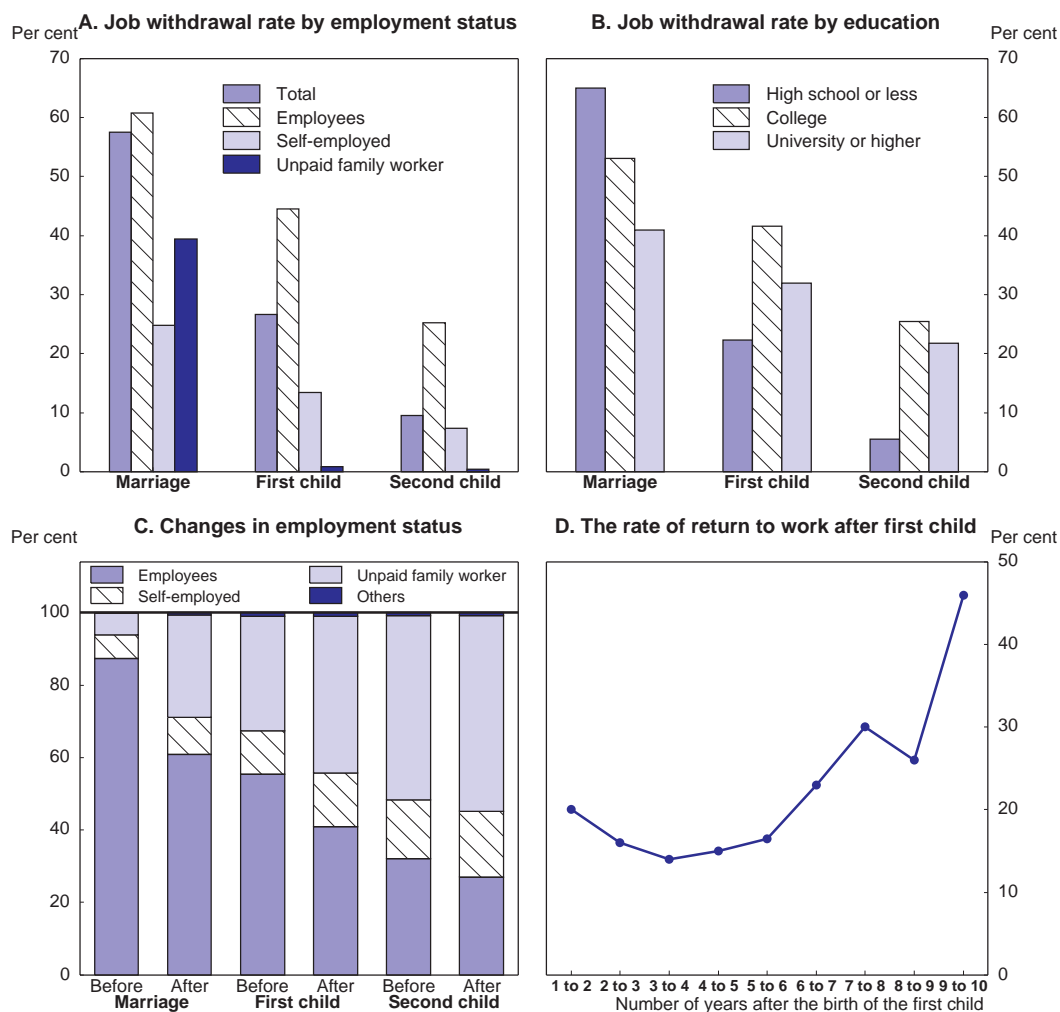 A. Job withdrawal rate by employment status
Per cent
70
60
50
40
30
20
10
0
Total
Employees
Self-employed
Unpaid family worker
Marriage First child Second child
B. Job withdrawal rate by education
Per cent
70
60
50
40
30
20
10
0
High school or less
College
University or higher
Marriage First child Second child
C. Changes in employment status
Per cent
Employees Unpaid family worker
Self-employed Others
100
80
60
40
20
0
Before After Before After Before After
Marriage First child Second child
D. The rate of return to work after first child
Per cent
50
40
30
20
10
0
1 to 2 2 to 3 3 to 4 4 to 5 5 to 6 6 to 7 7 to 8 8 to 9 9 to 10
Number of years after the birth of the first child